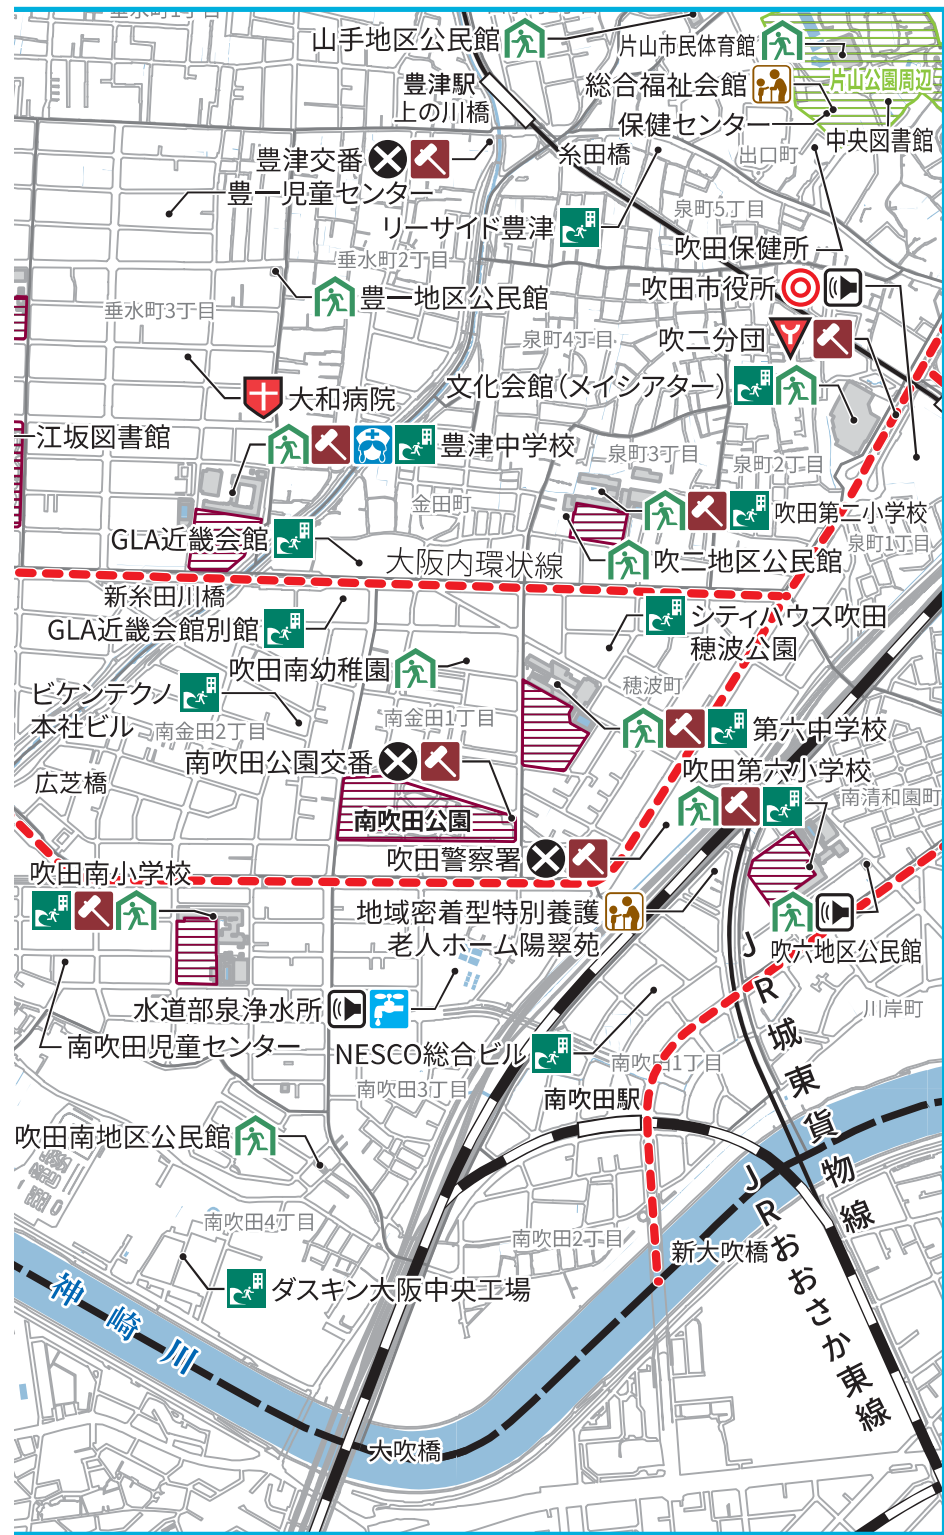 山手地区公民館
片山市民体育館
豊津駅
上の川橋
総合福祉会館
片山公園周辺
保健センター
中央図書館
豊津交番
糸田橋
出口町
豊一児童センター
泉町5丁目
リーサイド豊津
吹田保健所
垂水町2丁目
吹田市役所
豊一地区公民館
垂水町3丁目
泉町4丁目
吹二分団
文化会館（メイシアター）
大和病院
江坂図書館
豊津中学校
泉町3丁目
泉町2丁目
金田町
吹田第二小学校
GLA近畿会館
泉町1丁目
大阪内環状線
吹二地区公民館
新糸田川橋
シティハウス吹田
穂波公園
GLA近畿会館別館
吹田南幼稚園
穂波町
ビケンテクノ
本社ビル
南金田1丁目
南金田2丁目
第六中学校
南吹田公園交番
吹田第六小学校
広芝橋
南清和園町
南吹田公園
吹田警察署
吹田南小学校
地域密着型特別養護
老人ホーム陽翠苑
吹六地区公民館
水道部泉浄水所
川岸町
南吹田児童センター
NESCO総合ビル
南吹田1丁目
南吹田3丁目
南吹田駅
JR城東貨物線
吹田南地区公民館
南吹田4丁目
南吹田2丁目
新大吹橋
JRおおさか東線
ダスキン大阪中央工場
神崎川
大吹橋